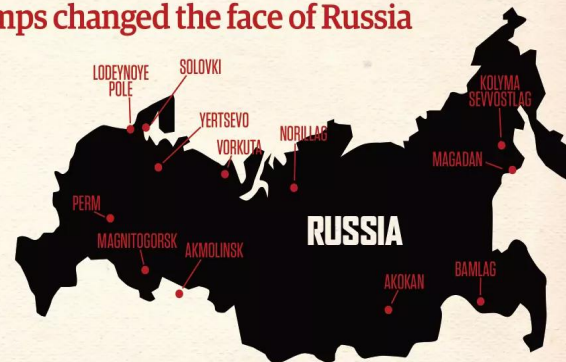 mps changed the face of Russia
LODEYNOYE
POLE
SOLOVKI
KOLYMA
SEVVOSTLAG
YERTSEVO
VORKUTA
NORILLAG
MAGADAN
PERM
RUSSIA
MAGNITOGORSK
AKMOLINSK
BAMLAG
AKOKAN